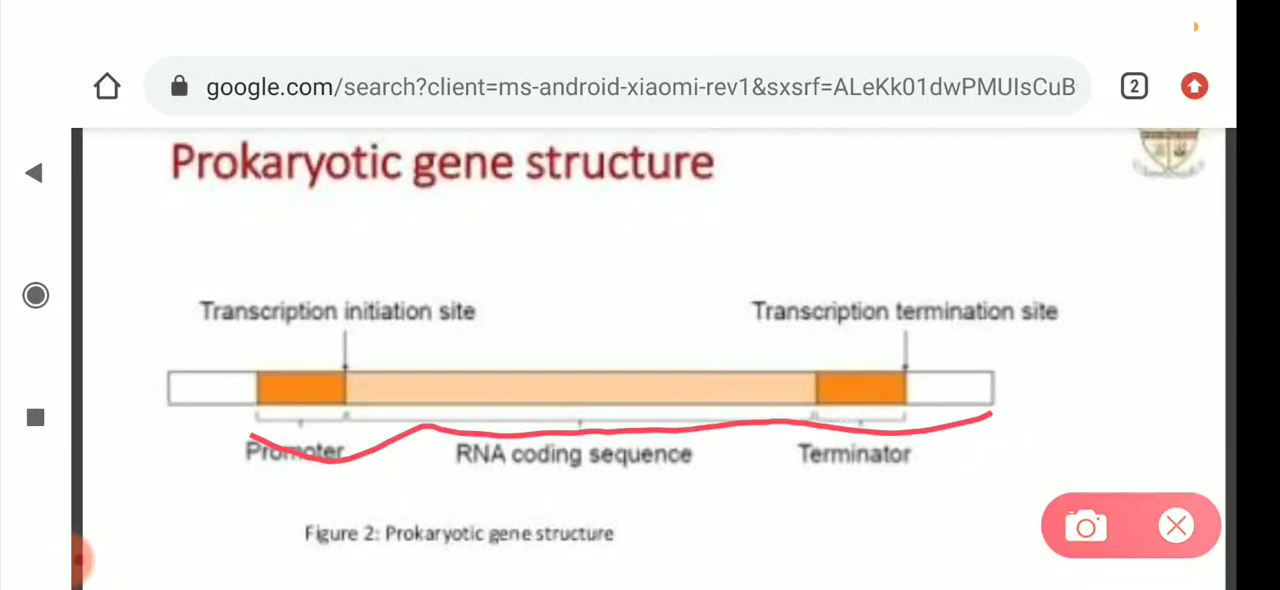 google.com/search?client=ms-android-xiaomi-rev1&sxsrf=ALeKk01dwPMUIsCuB
2
Prokaryotic gene structure
Transcription initiation site
Transcription termination site
Promoter
RNA coding sequence
Terminator
Figure 2: Prokaryotic gene structure